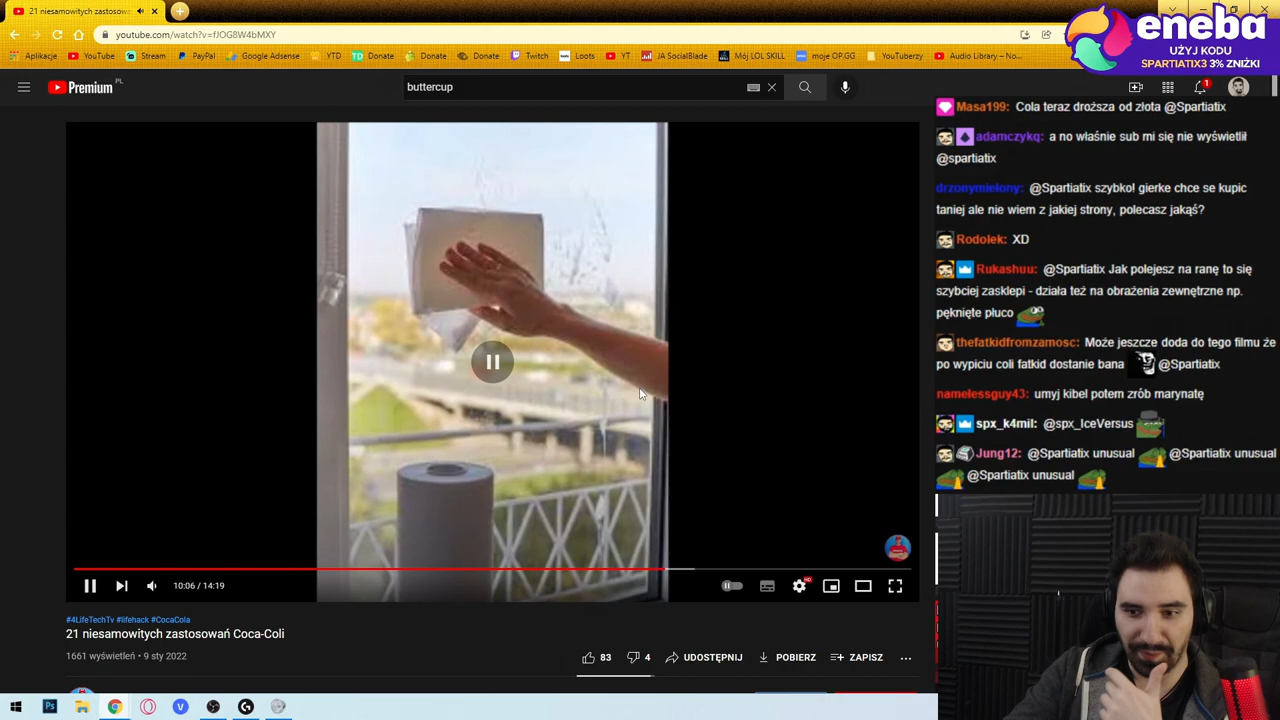 21 niesamowitych zastosowa
youtube.com/watch?v=fJOG8W4bMXY
Aplikacje YouTube Stream PayPal Google Adsense YTD Donate Donate Donate Twitch Loots YT JA SocialBlade Mój LOL SKILL moje OP.GG YouTuberzy Audio Library – No...
eneba
UŻYJ KODU
SPARTIATIX3 3% ZNIŻKI
Premium PL
buttercup
1
Masa199: Cola teraz droższa od złota @Spartiatix
adamczykq: a no właśnie sub mi się nie wyświetlił
@spartiatix
drzonymielony: @Spartiatix szybko! gierke chce se kupic
taniej ale nie wiem z jakiej strony, polecasz jakąś?
Rodolek: XD
Rukashuu: @Spartiatix Jak polejesz na ranę to się
szybciej zasklepi - działa też na obrażenia zewnętrzne np.
pęknięte płuco
thefatkidfromzamosc: Może jeszcze doda do tego filmu że
po wypiciu coli fatkid dostanie bana @Spartiatix
namelessguy43: umyj kibel potem zrób marynatę
spx_k4mil: @spx_IceVersus
Jung12: @Spartiatix unusual @Spartiatix unusual
@Spartiatix unusual
10:06 / 14:19
HD
#4LifeTechTv #lifehack #CocaCola
21 niesamowitych zastosowań Coca-Coli
1661 wyświetleń • 9 sty 2022
83 4 UDOSTĘPNIJ POBIERZ ZAPISZ